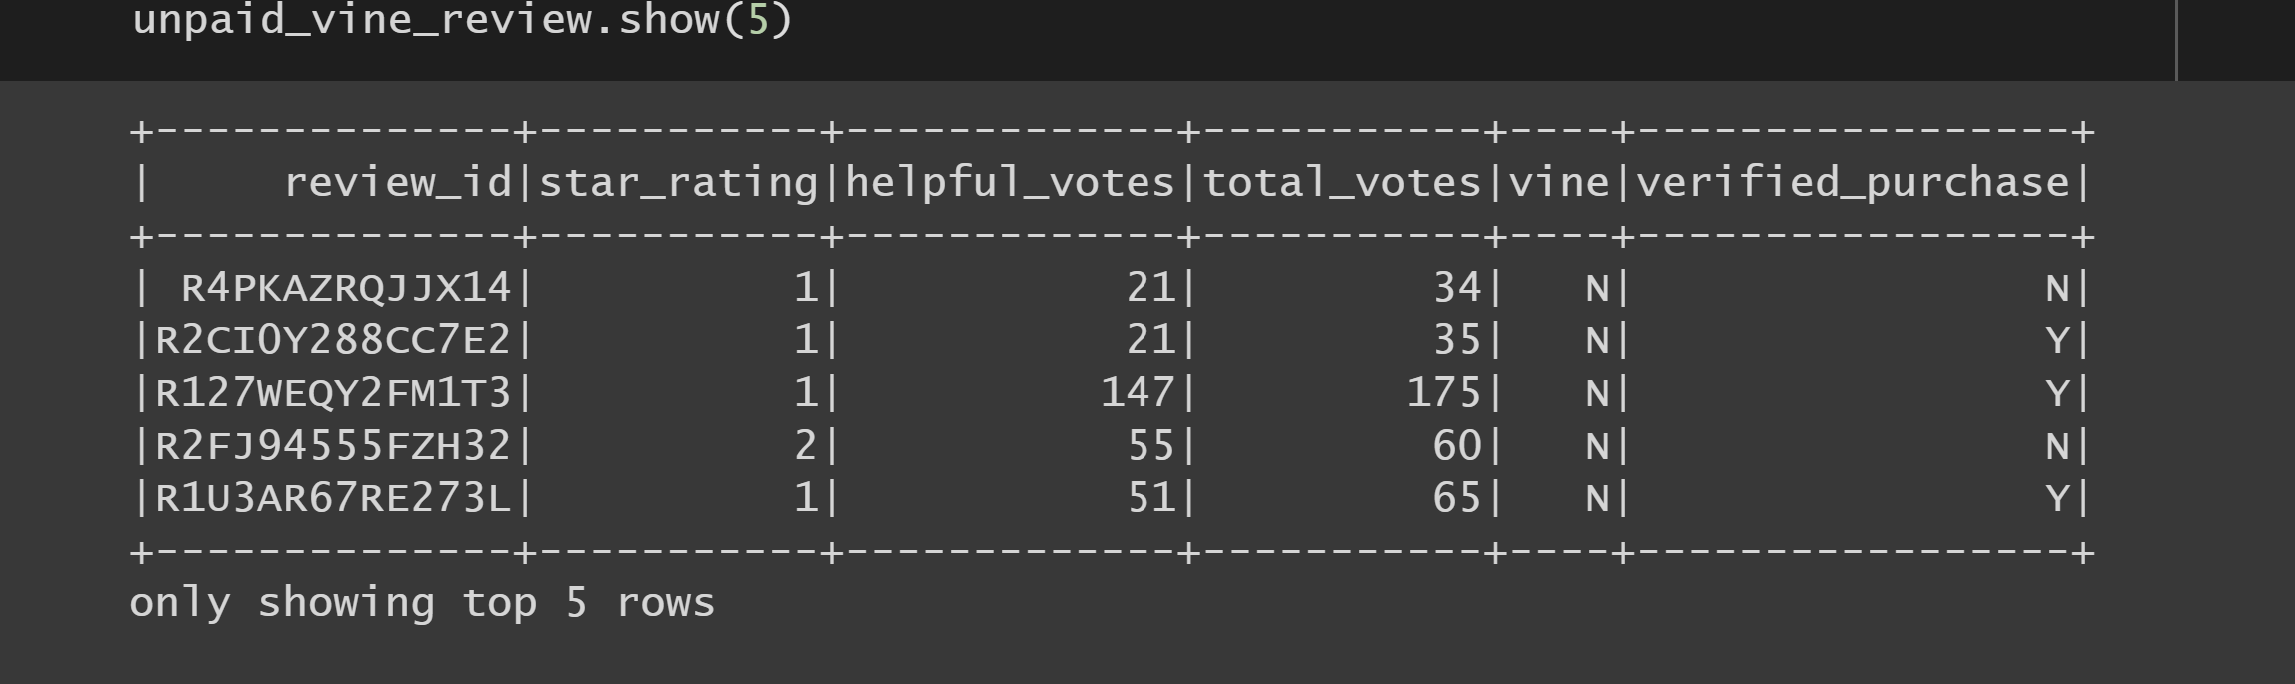 unpaid_vine_review.show(5)
+--------------+-----------+-------------+-----------+----+-----------------+
|     review_id|star_rating|helpful_votes|total_votes|vine|verified_purchase|
+--------------+-----------+-------------+-----------+----+-----------------+
| R4PKAZRQJJX14|          1|           21|         34|   N|                N|
|R2CI0Y288CC7E2|          1|           21|         35|   N|                Y|
|R127WEQY2FM1T3|          1|          147|        175|   N|                Y|
|R2FJ94555FZH32|          2|           55|         60|   N|                N|
|R1U3AR67RE273L|          1|           51|         65|   N|                Y|
+--------------+-----------+-------------+-----------+----+-----------------+
only showing top 5 rows